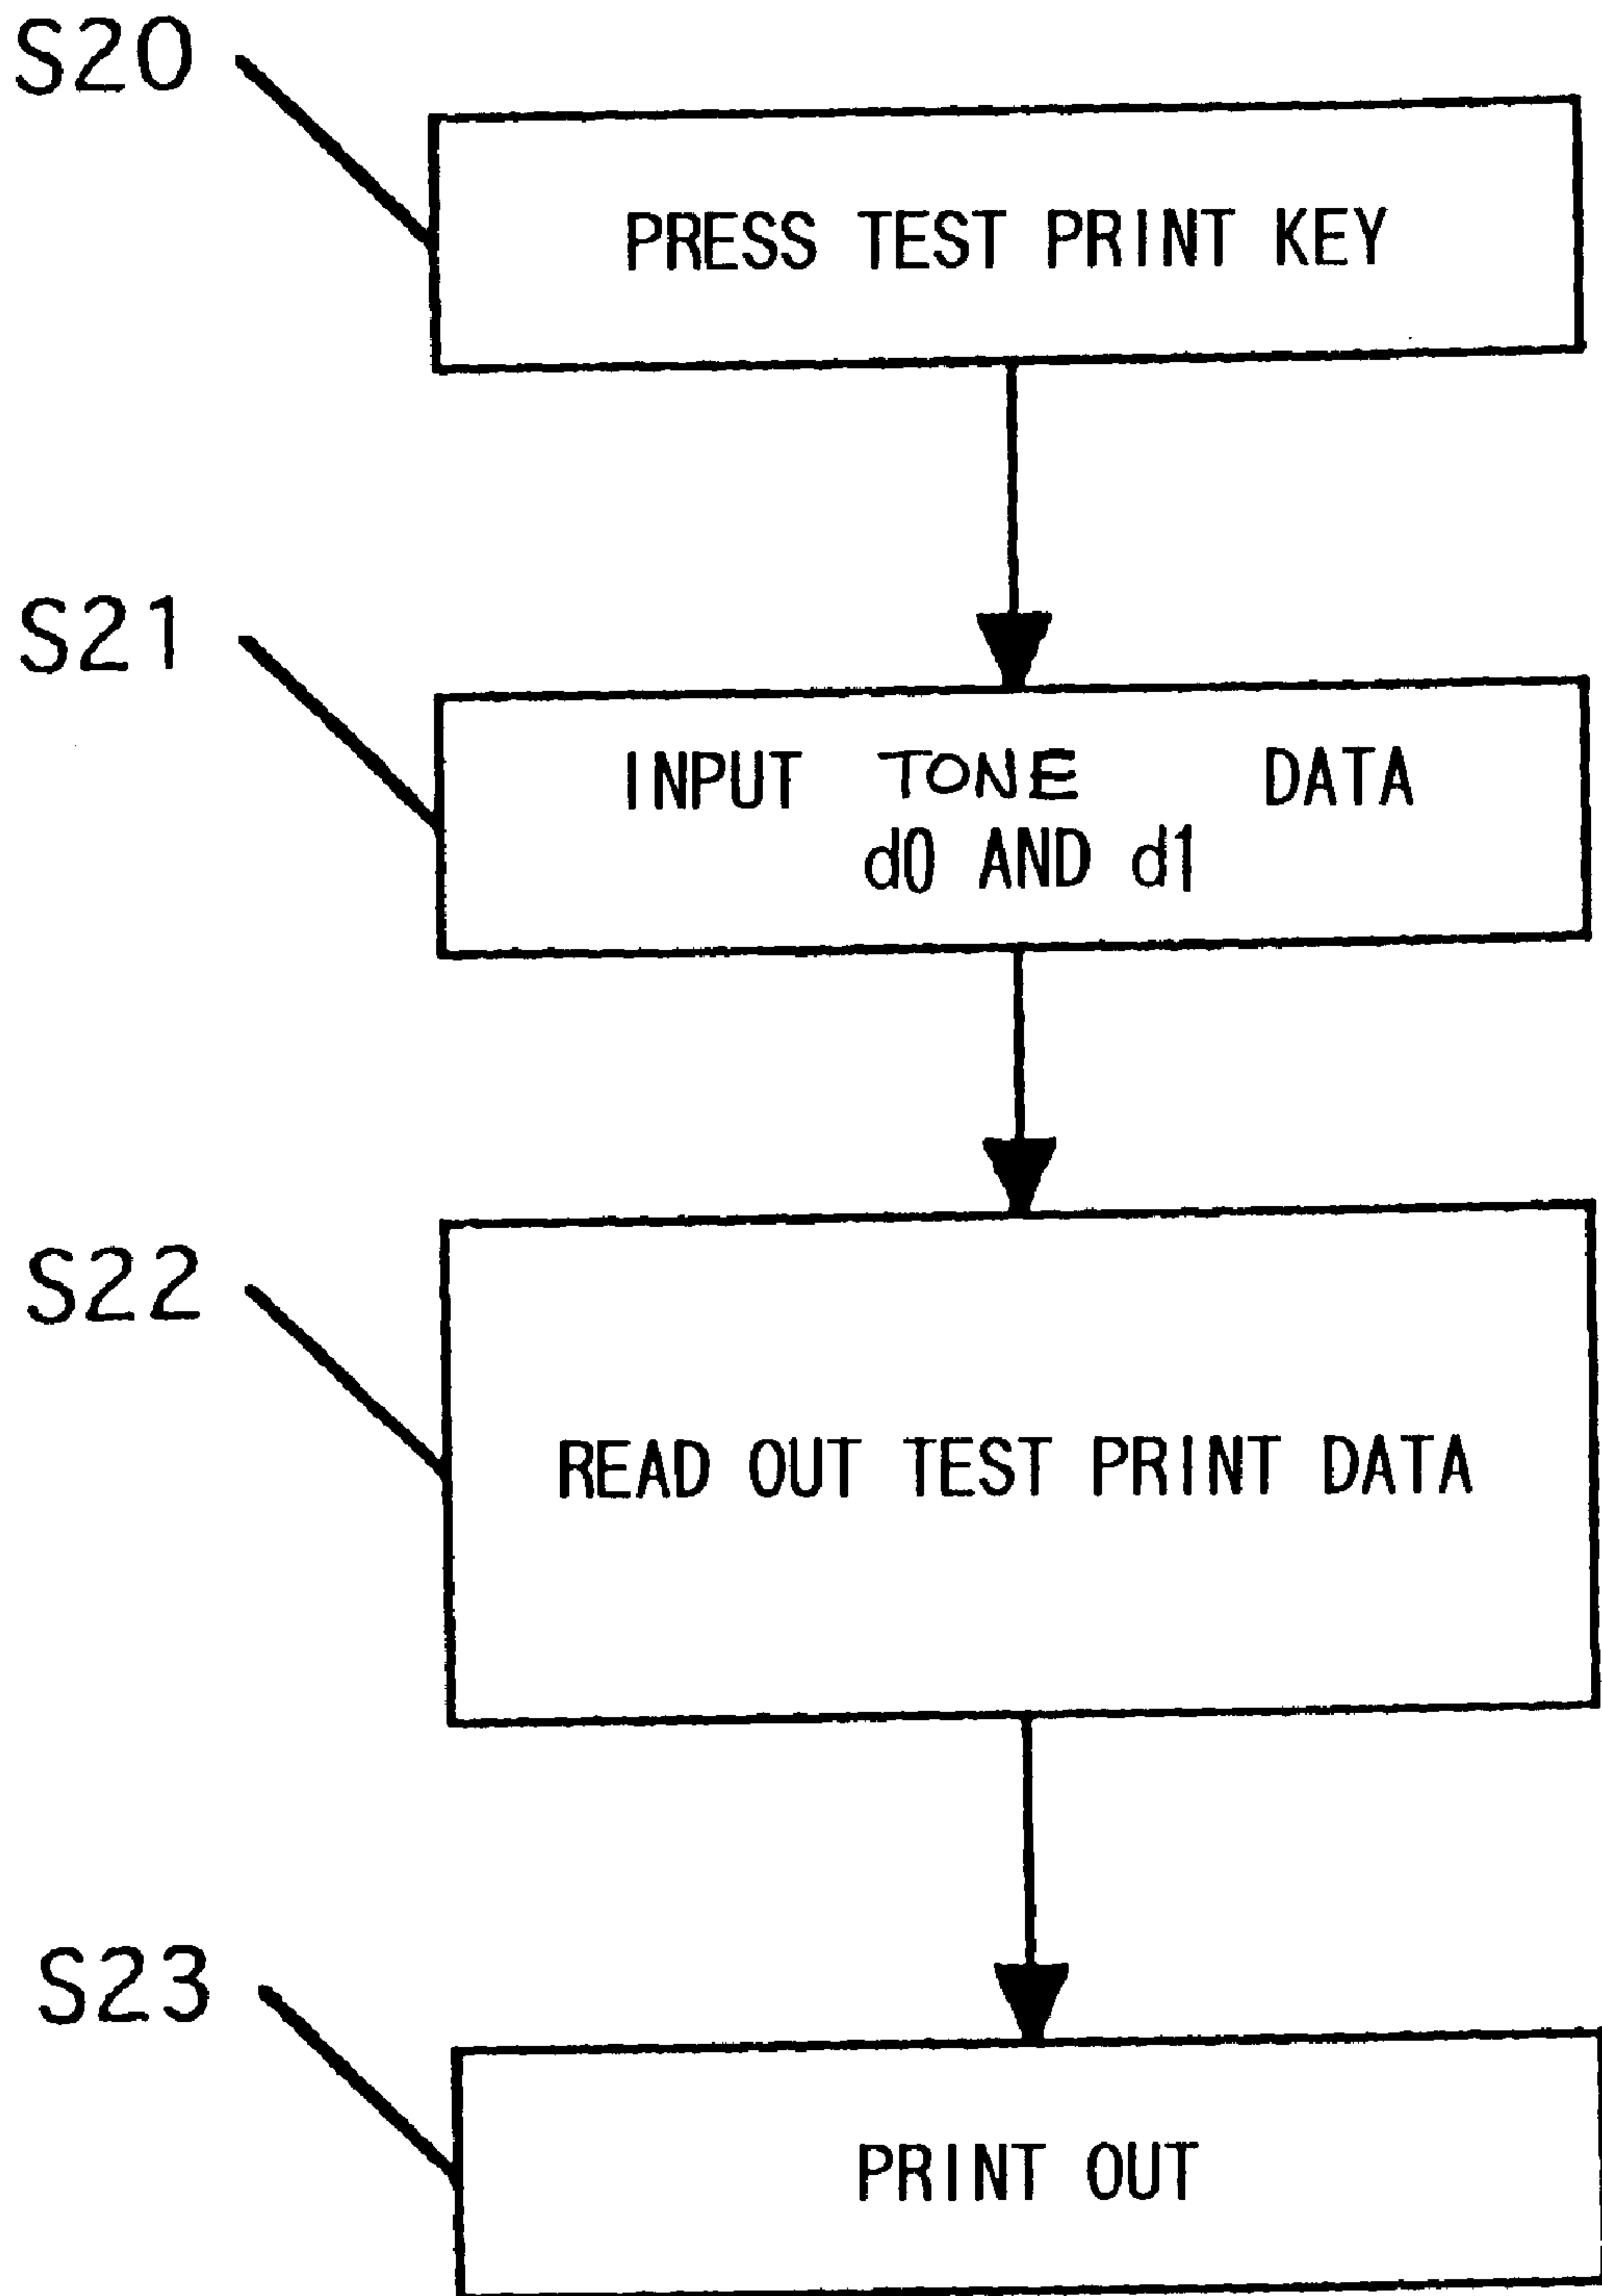 S20
PRESS TEST PRINT KEY
S21
INPUT TONE DATA
d0 AND d1
S22
READ OUT TEST PRINT DATA
S23
PRINT OUT